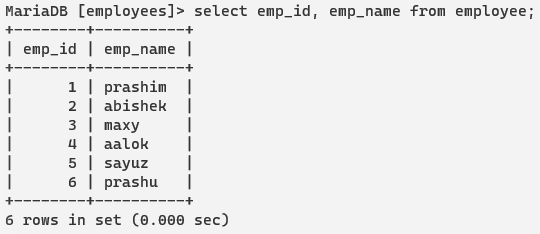 MariaDB [employees]> select emp_id, emp_name from employee;
+--------+----------+
| emp_id | emp_name |
+--------+----------+
|      1 | prashim  |
|      2 | abishek  |
|      3 | maxy     |
|      4 | aalok    |
|      5 | sayuz    |
|      6 | prashu   |
+--------+----------+
6 rows in set (0.000 sec)